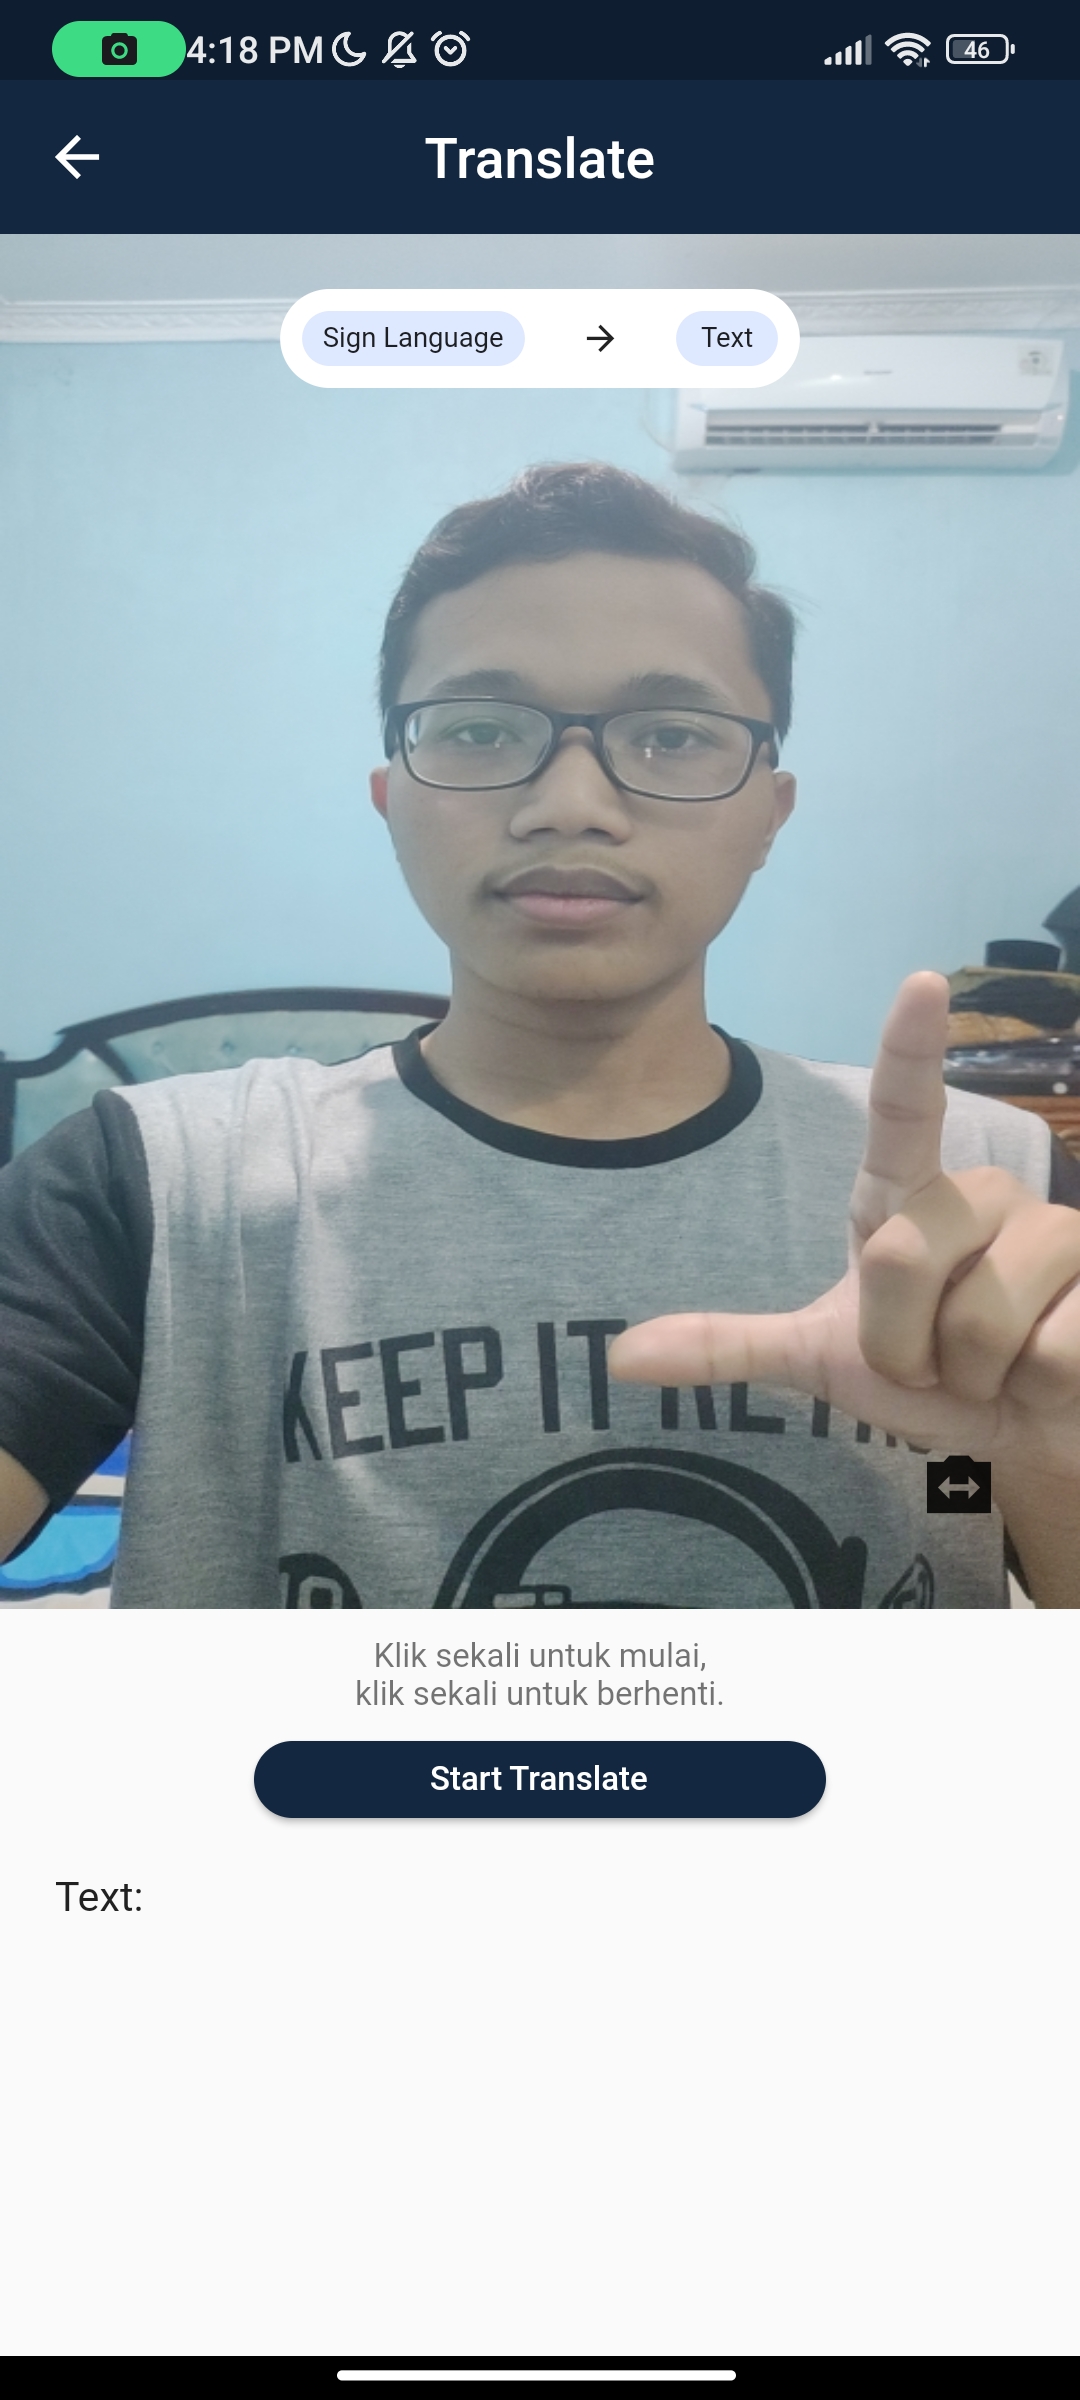 4:18 PM
46
Translate
Sign Language → Text
KEEP IT
Klik sekali untuk mulai,
klik sekali untuk berhenti.
Start Translate
Text: